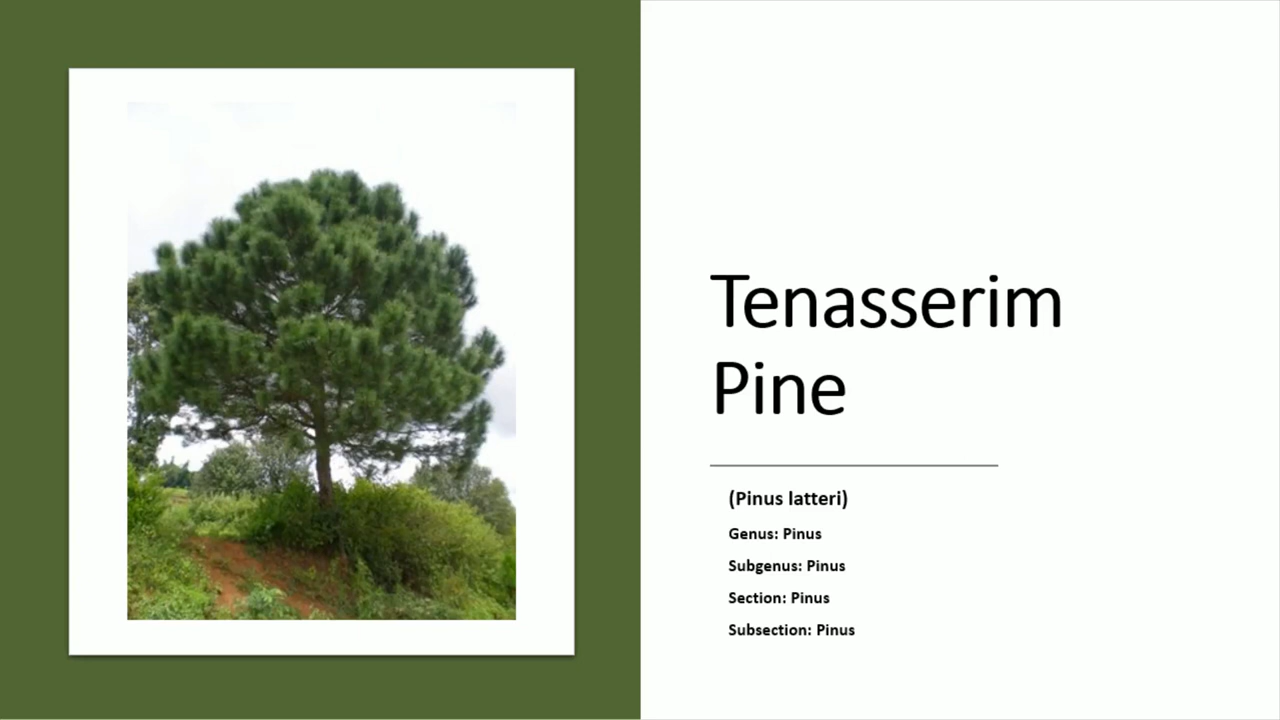 Tenasserim
Pine
(Pinus latteri)
Genus: Pinus
Subgenus: Pinus
Section: Pinus
Subsection: Pinus